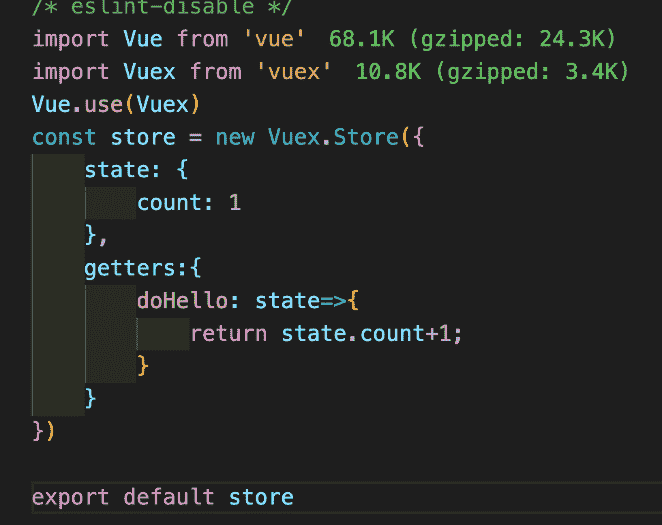 /* eslint-disable */
import Vue from 'vue' 68.1K (gzipped: 24.3K)
import Vuex from 'vuex' 10.8K (gzipped: 3.4K)
Vue.use(Vuex)
const store = new Vuex.Store({
    state: {
        count: 1
    },
    getters:{
        doHello: state=>{
            return state.count+1;
        }
    }
})
export default store